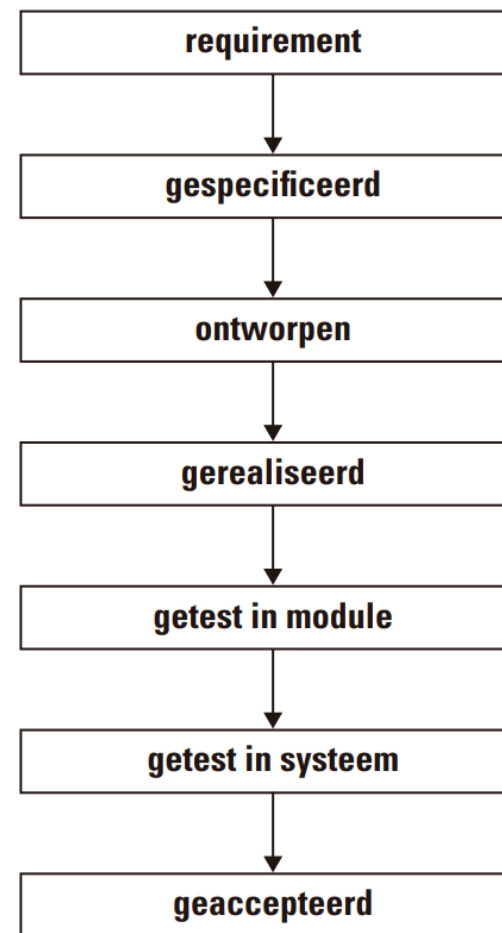 requirement
gespecificeerd
ontworpen
gerealiseerd
getest in module
getest in systeem
geaccepteerd